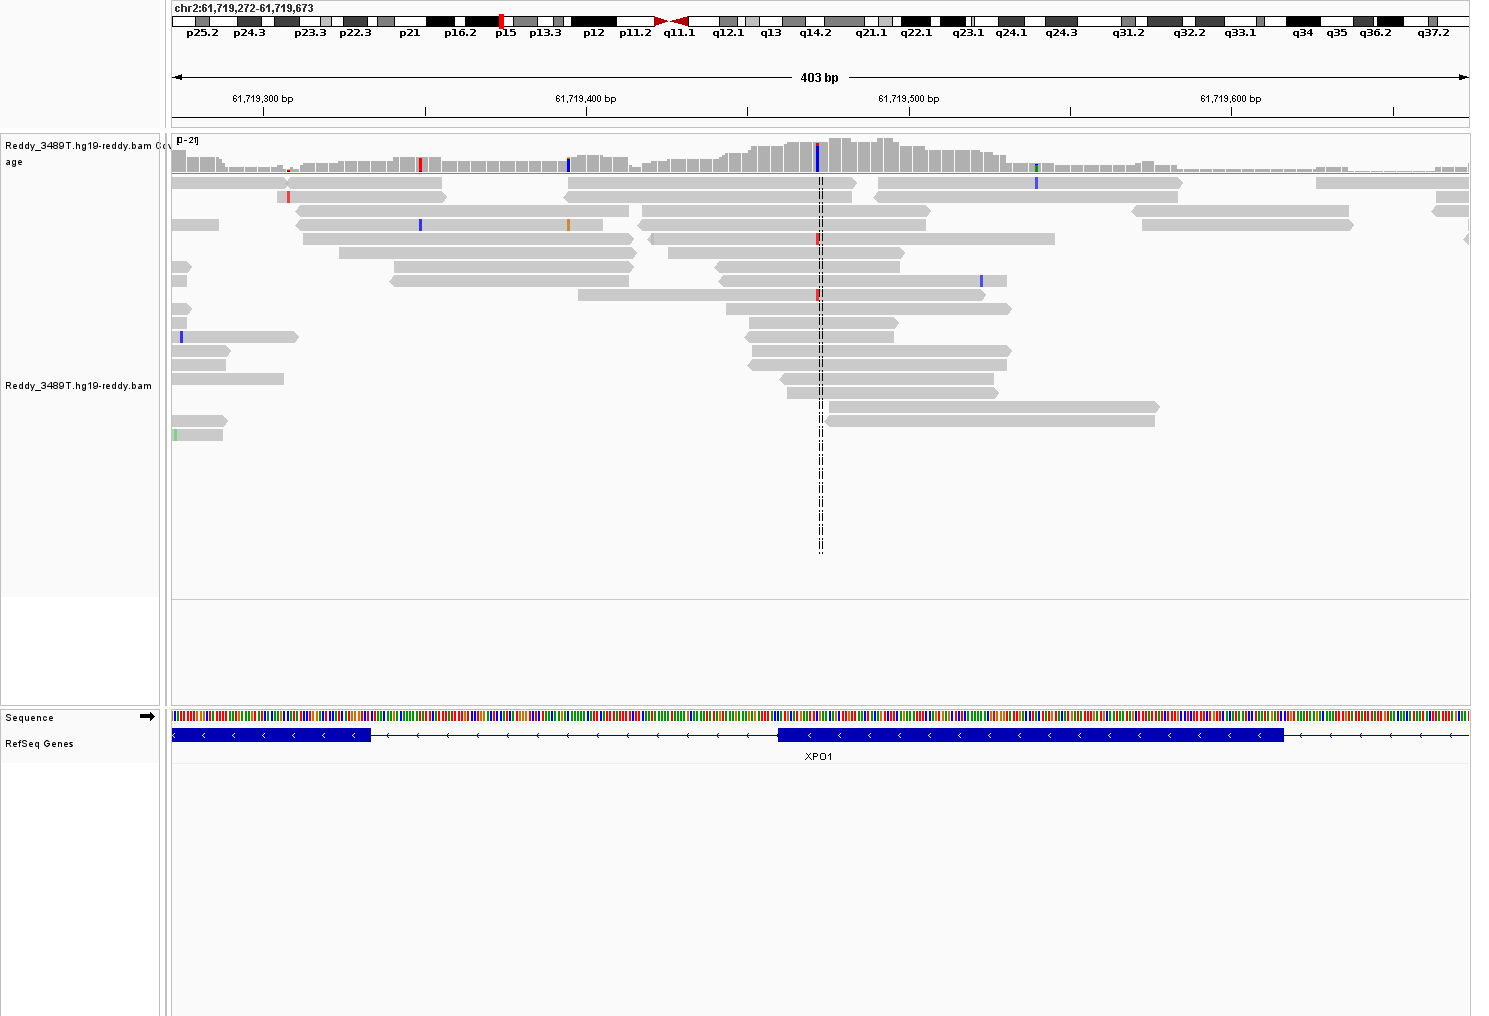 chr2:61,719,272-61,719,673
p25.2 p24.3 p23.3 p22.3 p21 p16.2 p15 p13.3 p12 p11.2 q11.1 q12.1 q13 q14.2 q21.1 q22.1 q23.1 q24.1 q24.3 q31.2 q32.2 q33.1 q34 q35 q36.2 q37.2
403 bp
61,719,300 bp 61,719,400 bp 61,719,500 bp 61,719,600 bp
[0-21]
Reddy_3489T.hg19-reddy.bam Cov
age
Reddy_3489T.hg19-reddy.bam
Sequence
RefSeq Genes
XPO1